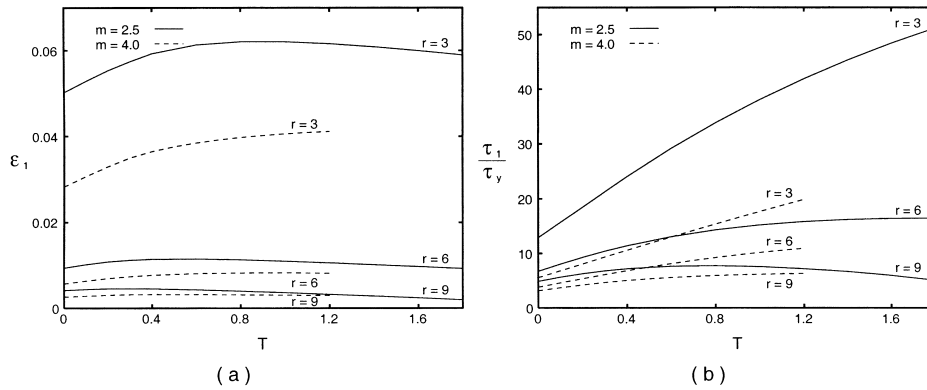 m = 2.5
m = 4.0
r = 3
r = 3
r = 6
r = 6
r = 9
0.06
0.04
0.02
0
ε₁
0 0.4 0.8 1.2 1.6
T
( a )
m = 2.5
m = 4.0
r = 3
r = 3
r = 6
r = 6
r = 9
r = 9
50
40
30
20
10
0
τ₁
τᵧ
0 0.4 0.8 1.2 1.6
T
( b )